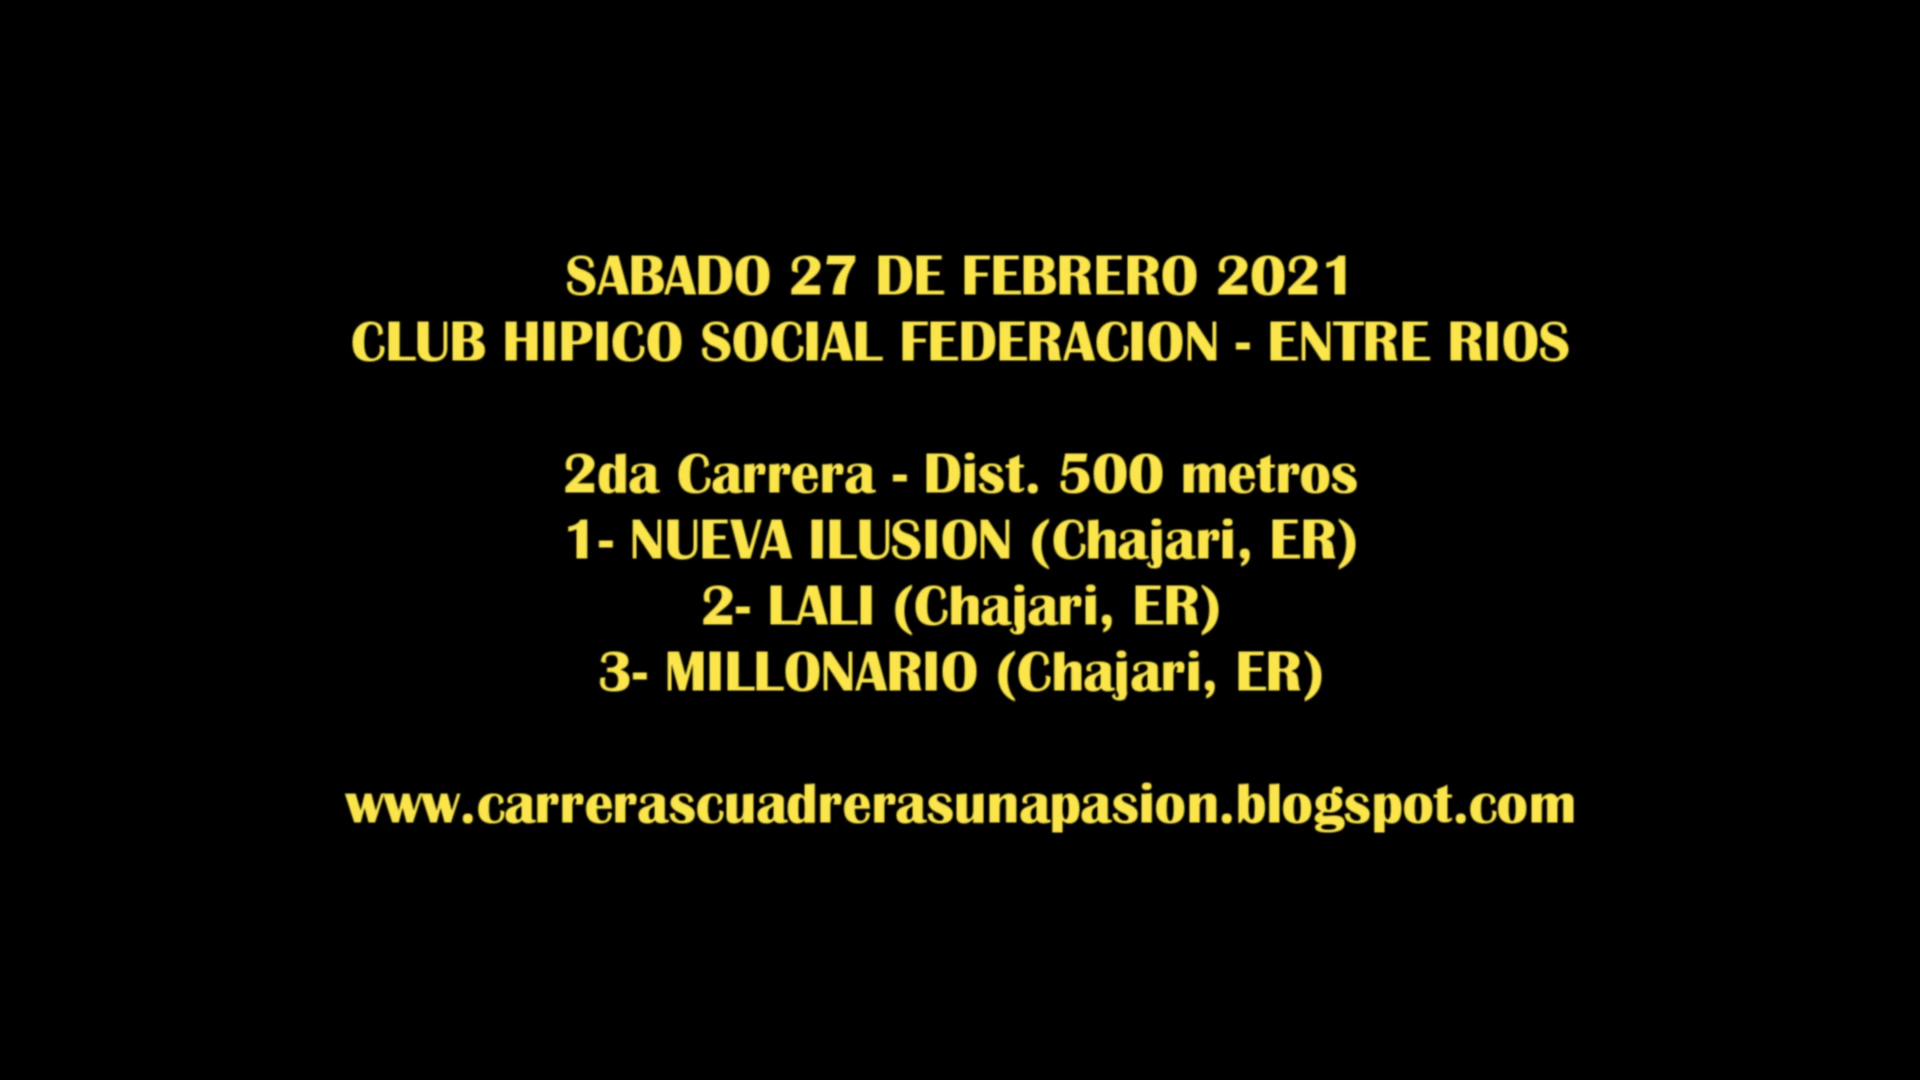 SABADO 27 DE FEBRERO 2021
CLUB HIPICO SOCIAL FEDERACION - ENTRE RIOS
2da Carrera - Dist. 500 metros
1- NUEVA ILUSION (Chajari, ER)
2- LALI (Chajari, ER)
3- MILLONARIO (Chajari, ER)
www.carrerascuadrerasunapasion.blogspot.com